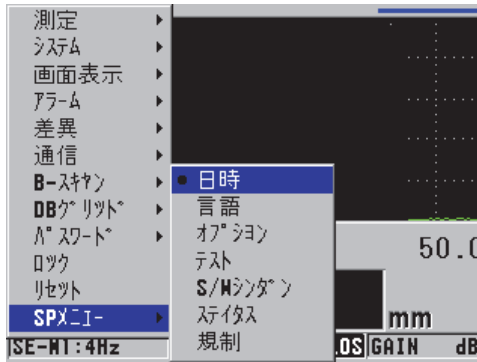 測定
システム
画面表示
アラーム
差異
通信
B-スキャン
DBグリッド
パスワード
ロック
リセット
SPメニュー
日時
言語
オプション
テスト
S/Wシンダン
ステイタス
規制
50.0
mm
SE-W1:4Hz
.OS GAIN dB